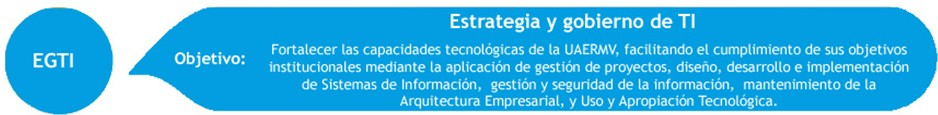 EGTI
Estrategia y gobierno de TI
Objetivo:
Fortalecer las capacidades tecnológicas de la UAERMV, facilitando el cumplimiento de sus objetivos
institucionales mediante la aplicación de gestión de proyectos, diseño, desarrollo e implementación
de Sistemas de Información, gestión y seguridad de la información, mantenimiento de la
Arquitectura Empresarial, y Uso y Apropiación Tecnológica.